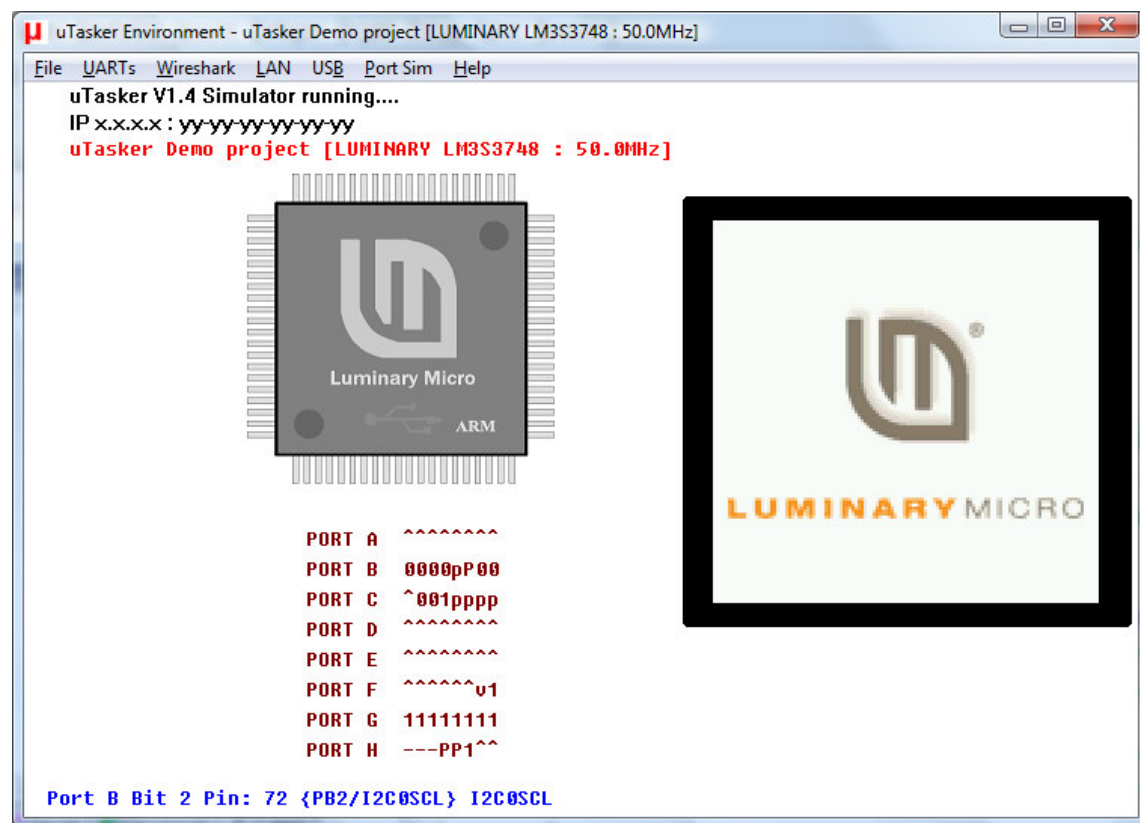 µ uTasker Environment - uTasker Demo project [LUMINARY LM3S3748 : 50.0MHz]
File UARTs Wireshark LAN USB Port Sim Help
uTasker V1.4 Simulator running....
IP x.x.x.x : yy-yy-yy-yy-yy-yy
uTasker Demo project [LUMINARY LM3S3748 : 50.0MHz]
Luminary Micro
ARM
®
LUMINARYMICRO
PORT A ^^^^^^^^
PORT B 0000pP00
PORT C ^001pppp
PORT D ^^^^^^^^
PORT E ^^^^^^^^
PORT F ^^^^^^v1
PORT G 11111111
PORT H ---PP1^^
Port B Bit 2 Pin: 72 {PB2/I2C0SCL} I2C0SCL